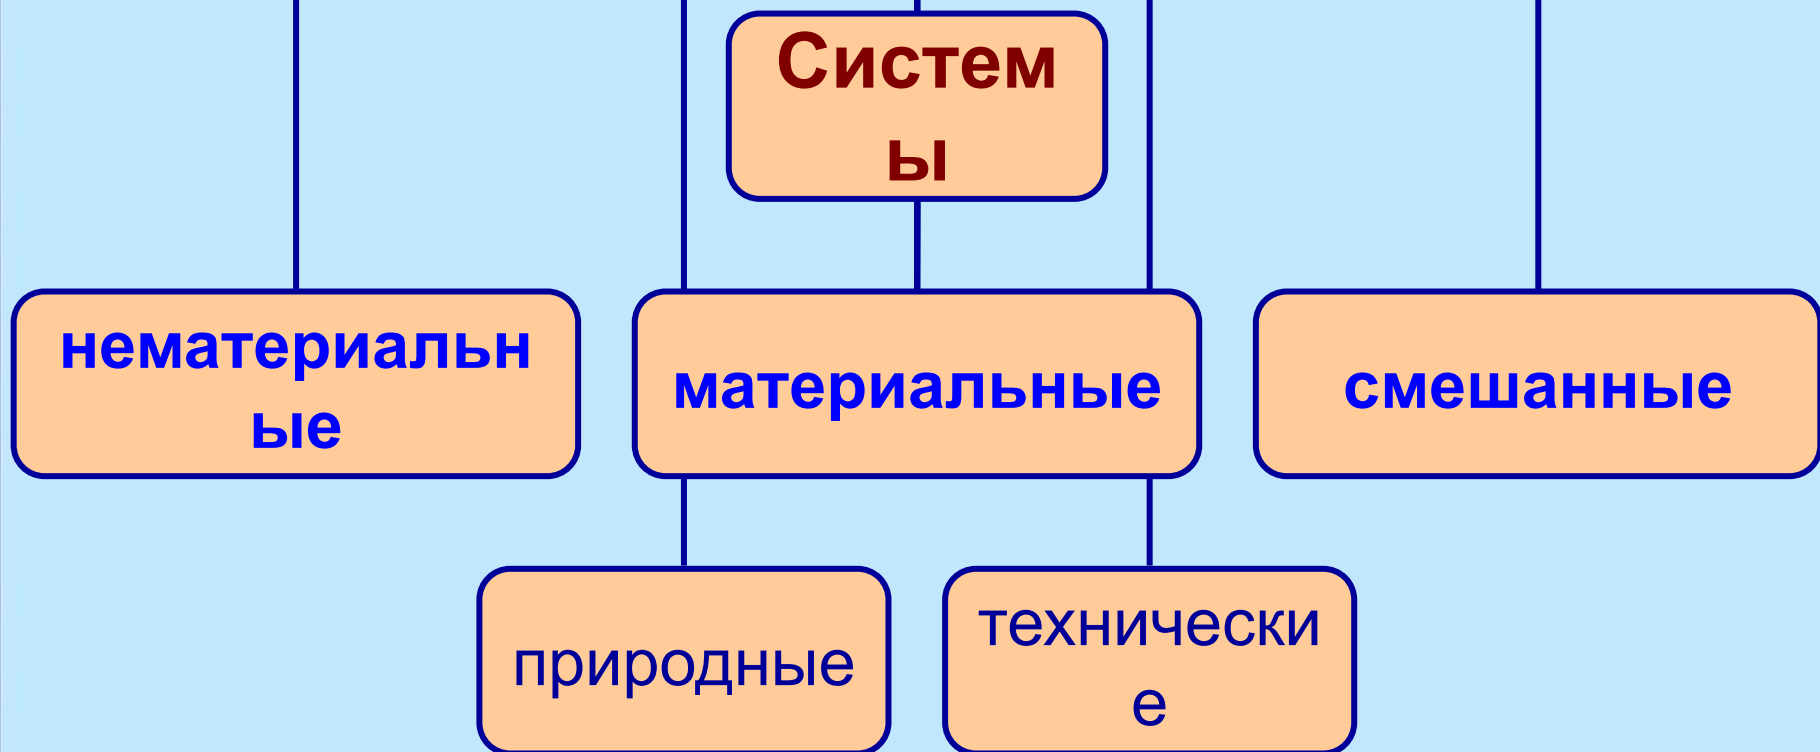 Систем
ы
нематериальн
ые
материальные
смешанные
природные
технически
е